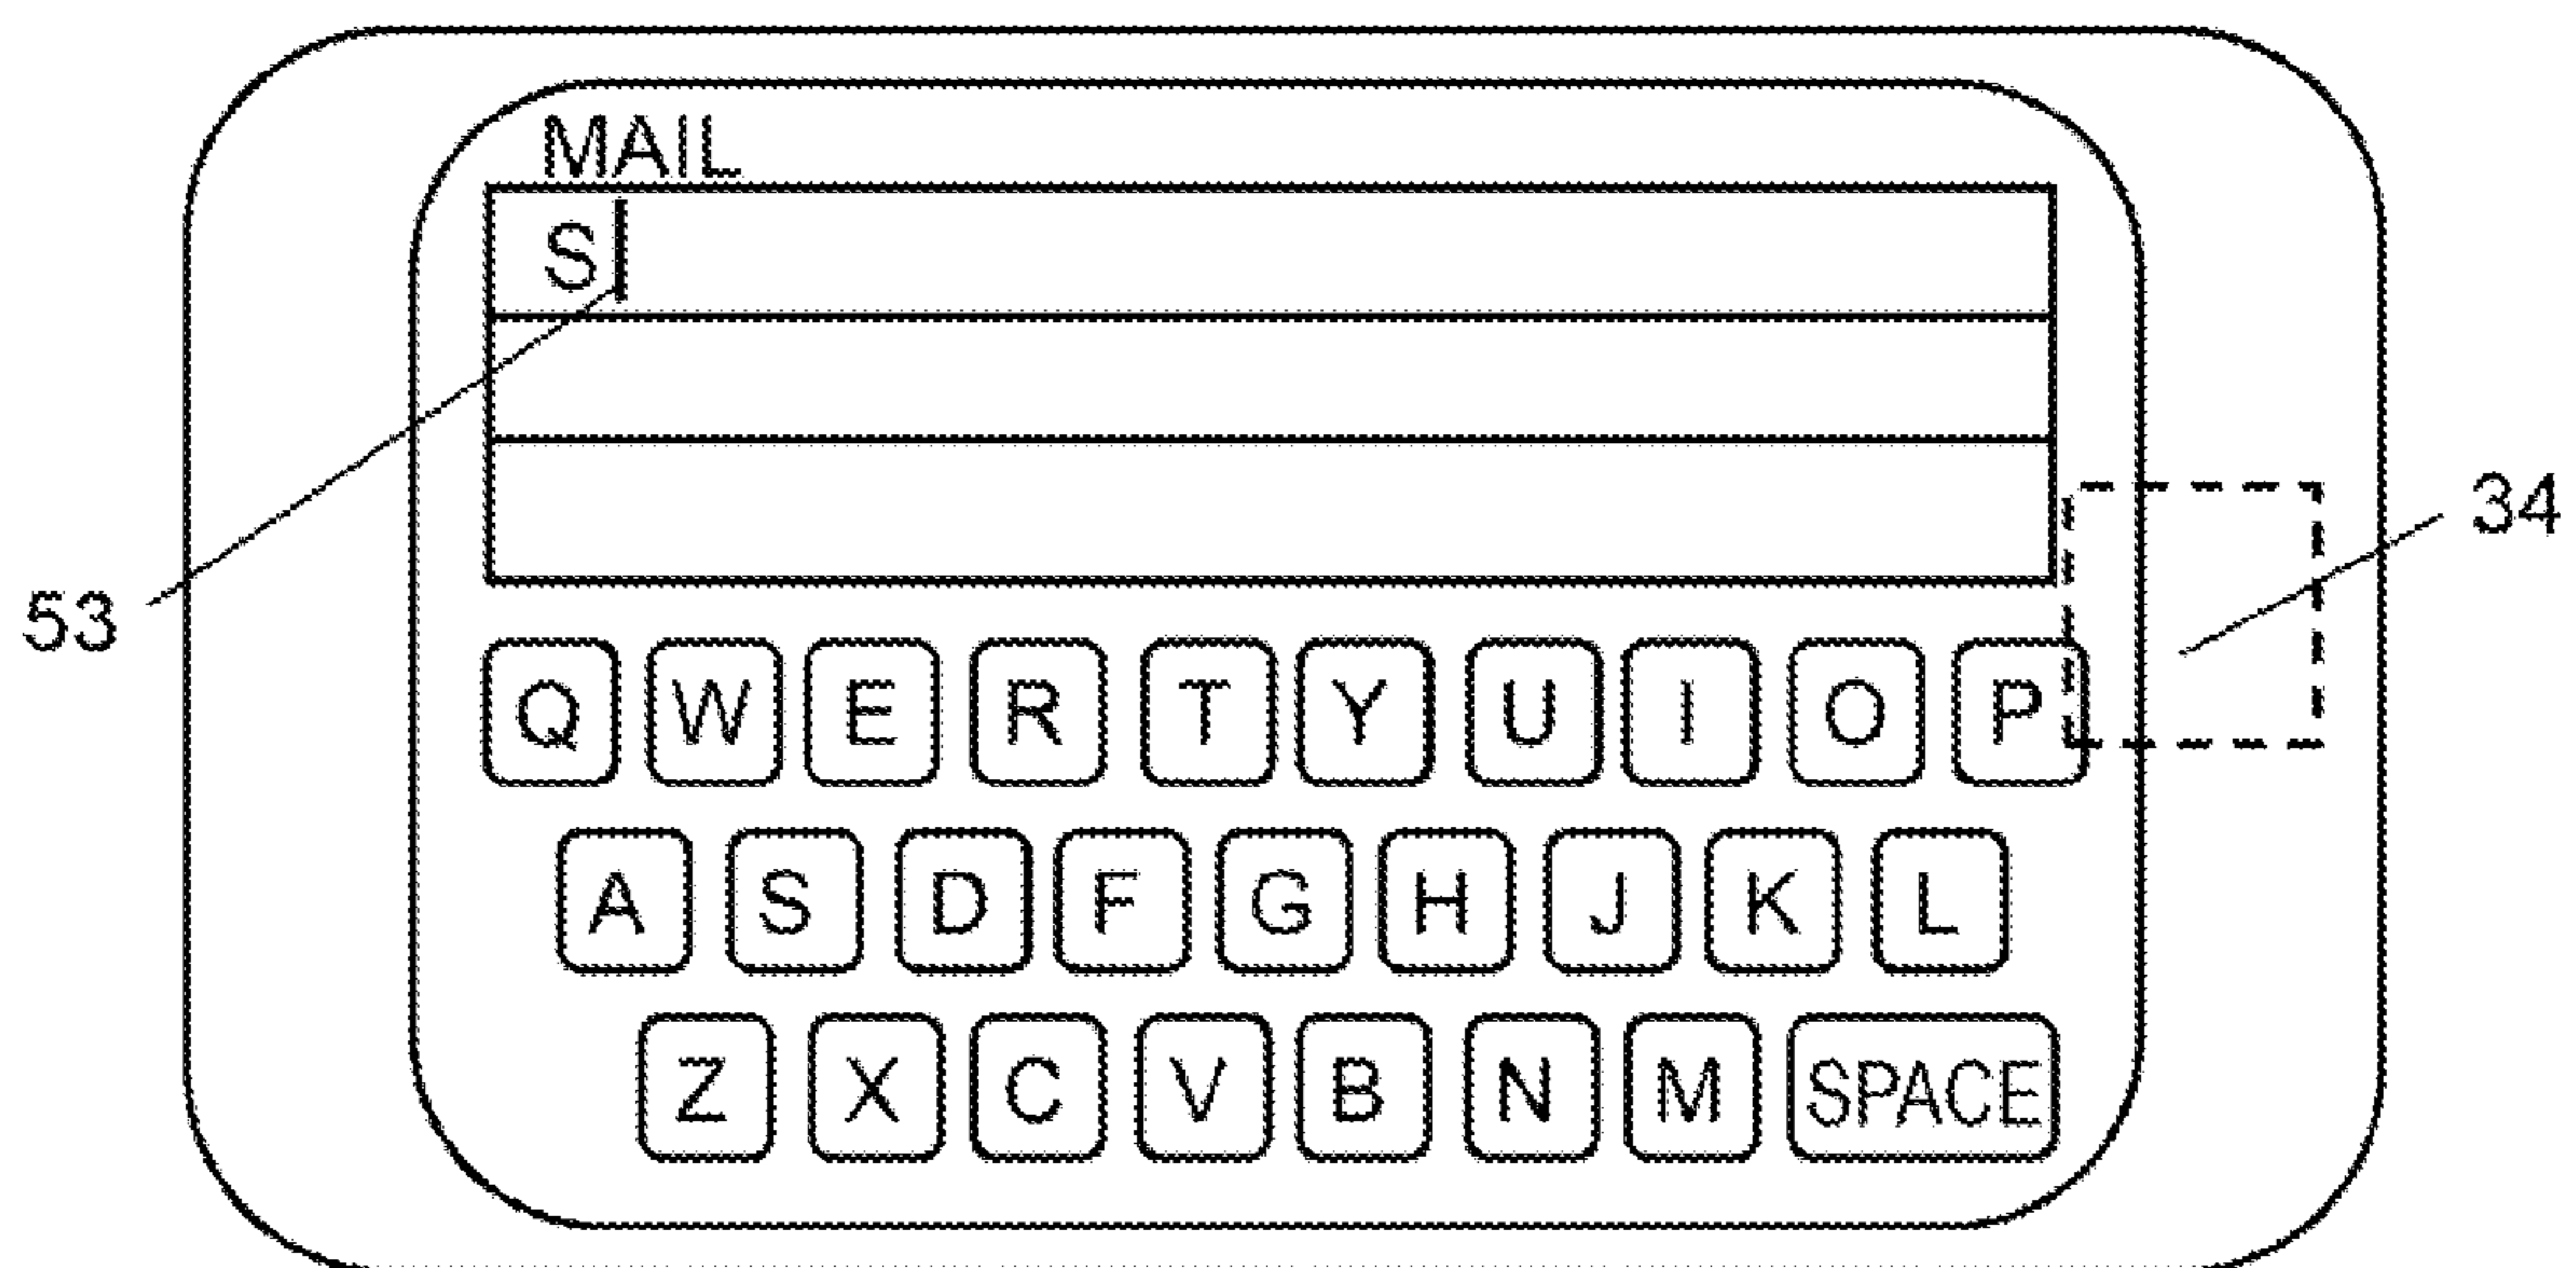 MAIL
S
34
53
Q W E R T Y U I O P
A S D F G H J K L
Z X C V B N M SPACE